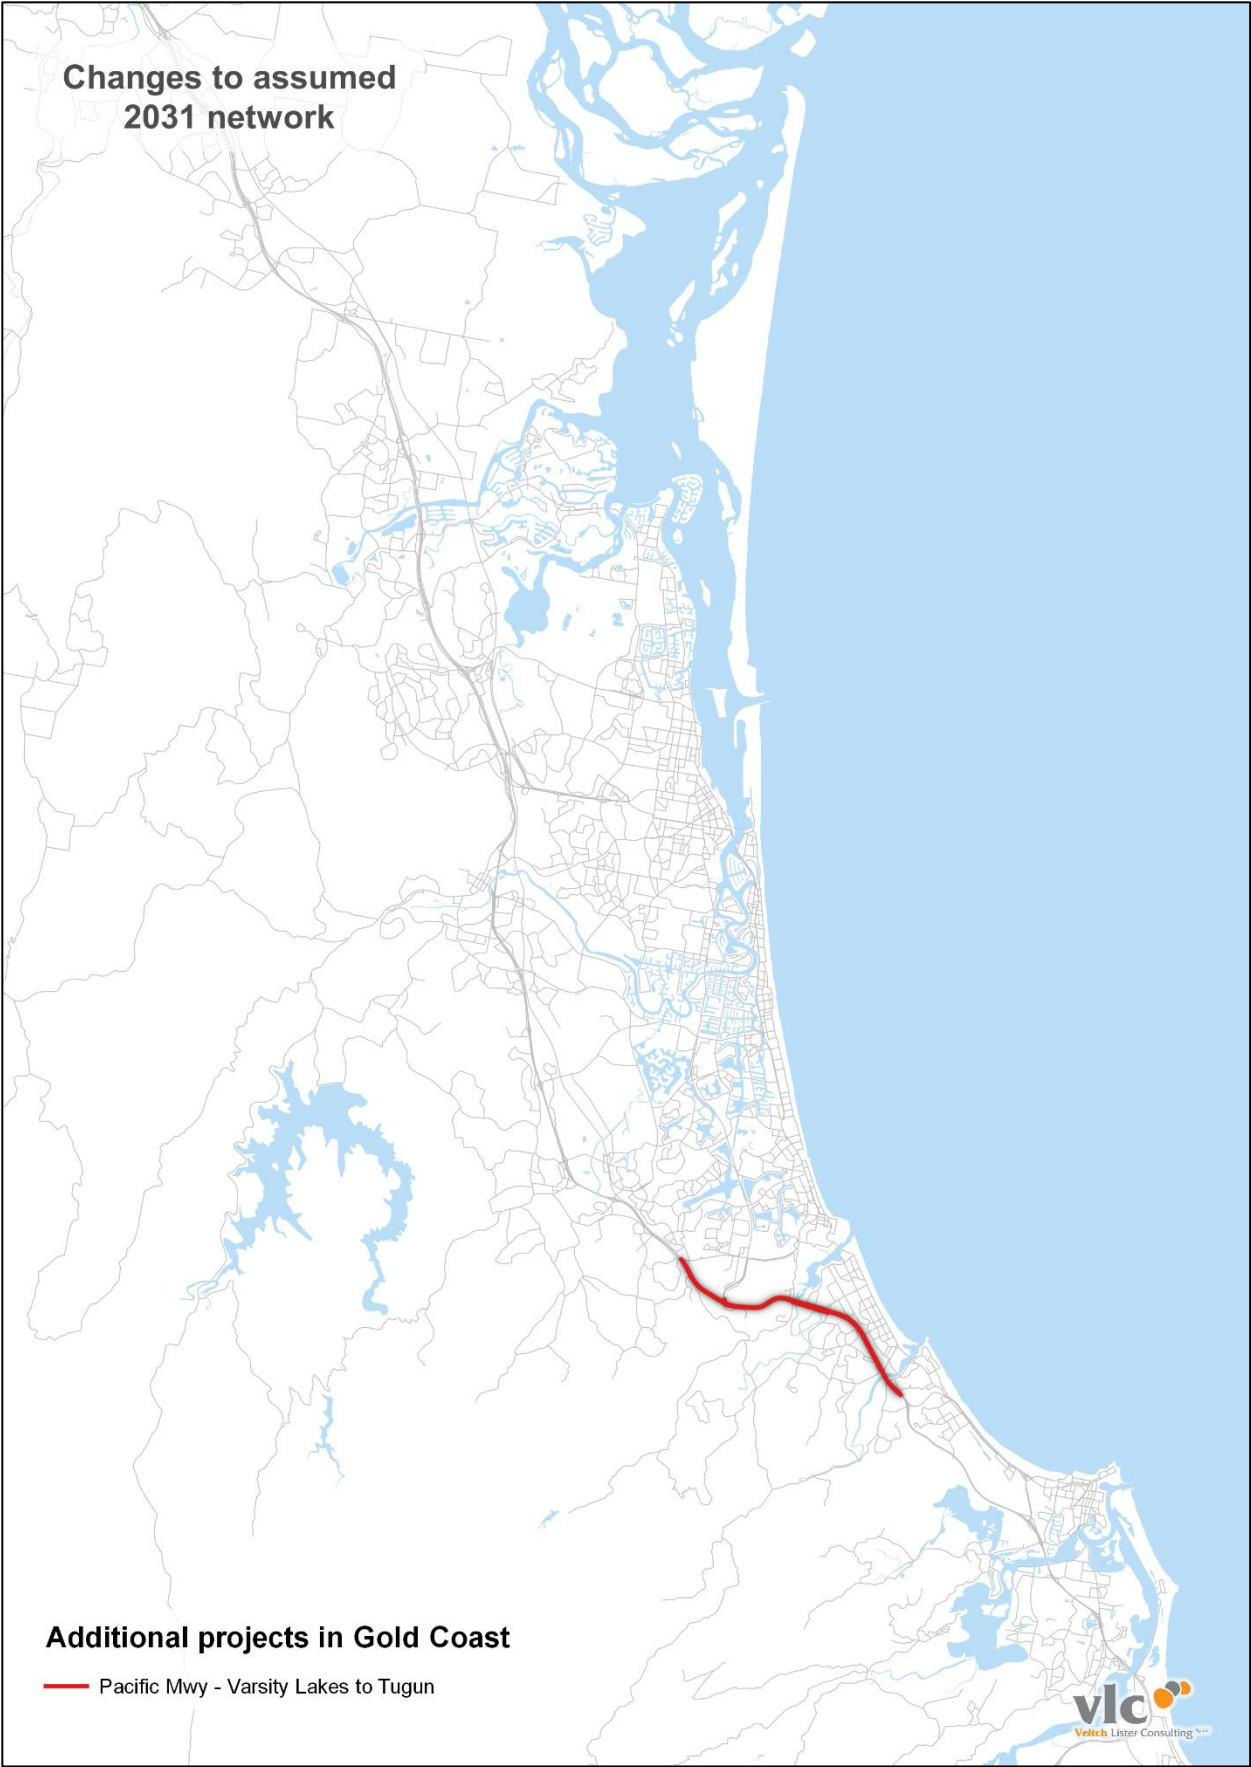 Changes to assumed
2031 network
Additional projects in Gold Coast
Pacific Mwy - Varsity Lakes to Tugun
vlc
Veitch Lister Consulting